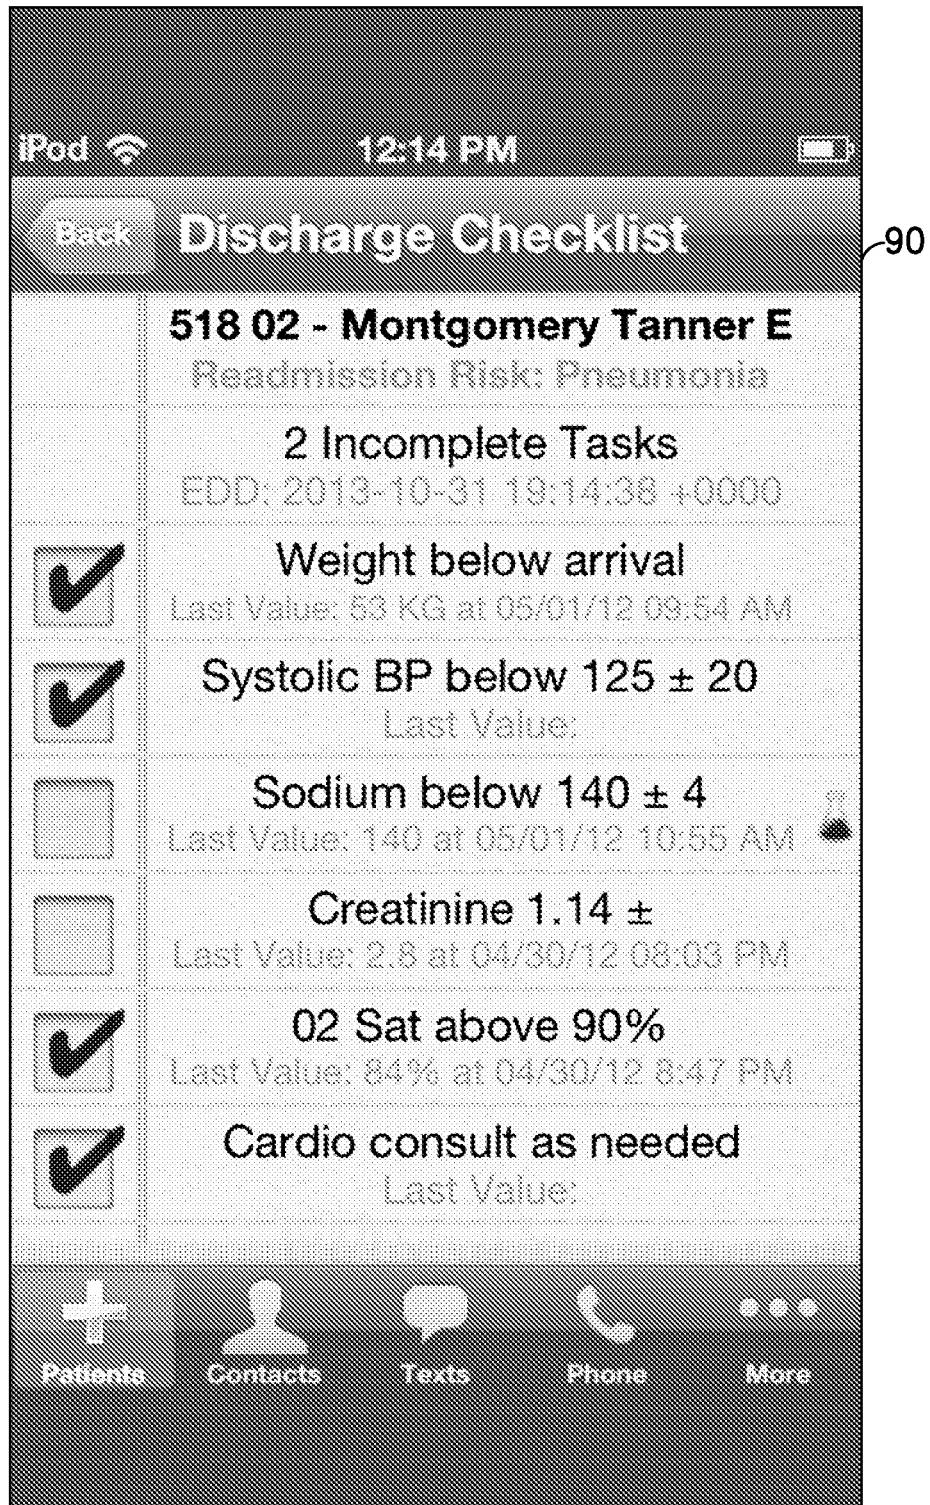 iPod 12:14 PM
Back Discharge Checklist
90
518 02 - Montgomery Tanner E
Readmission Risk: Pneumonia
2 Incomplete Tasks
EDD: 2013-10-31 19:14:38 +0000
Weight below arrival
Last Value: 53 KG at 05/01/12 09:54 AM
Systolic BP below 125 ± 20
Last Value:
Sodium below 140 ± 4
Last Value: 140 at 05/01/12 10:55 AM
Creatinine 1.14 ±
Last Value: 2.8 at 04/30/12 08:03 PM
02 Sat above 90%
Last Value: 84% at 04/30/12 8:47 PM
Cardio consult as needed
Last Value:
Patients Contacts Texts Phone More